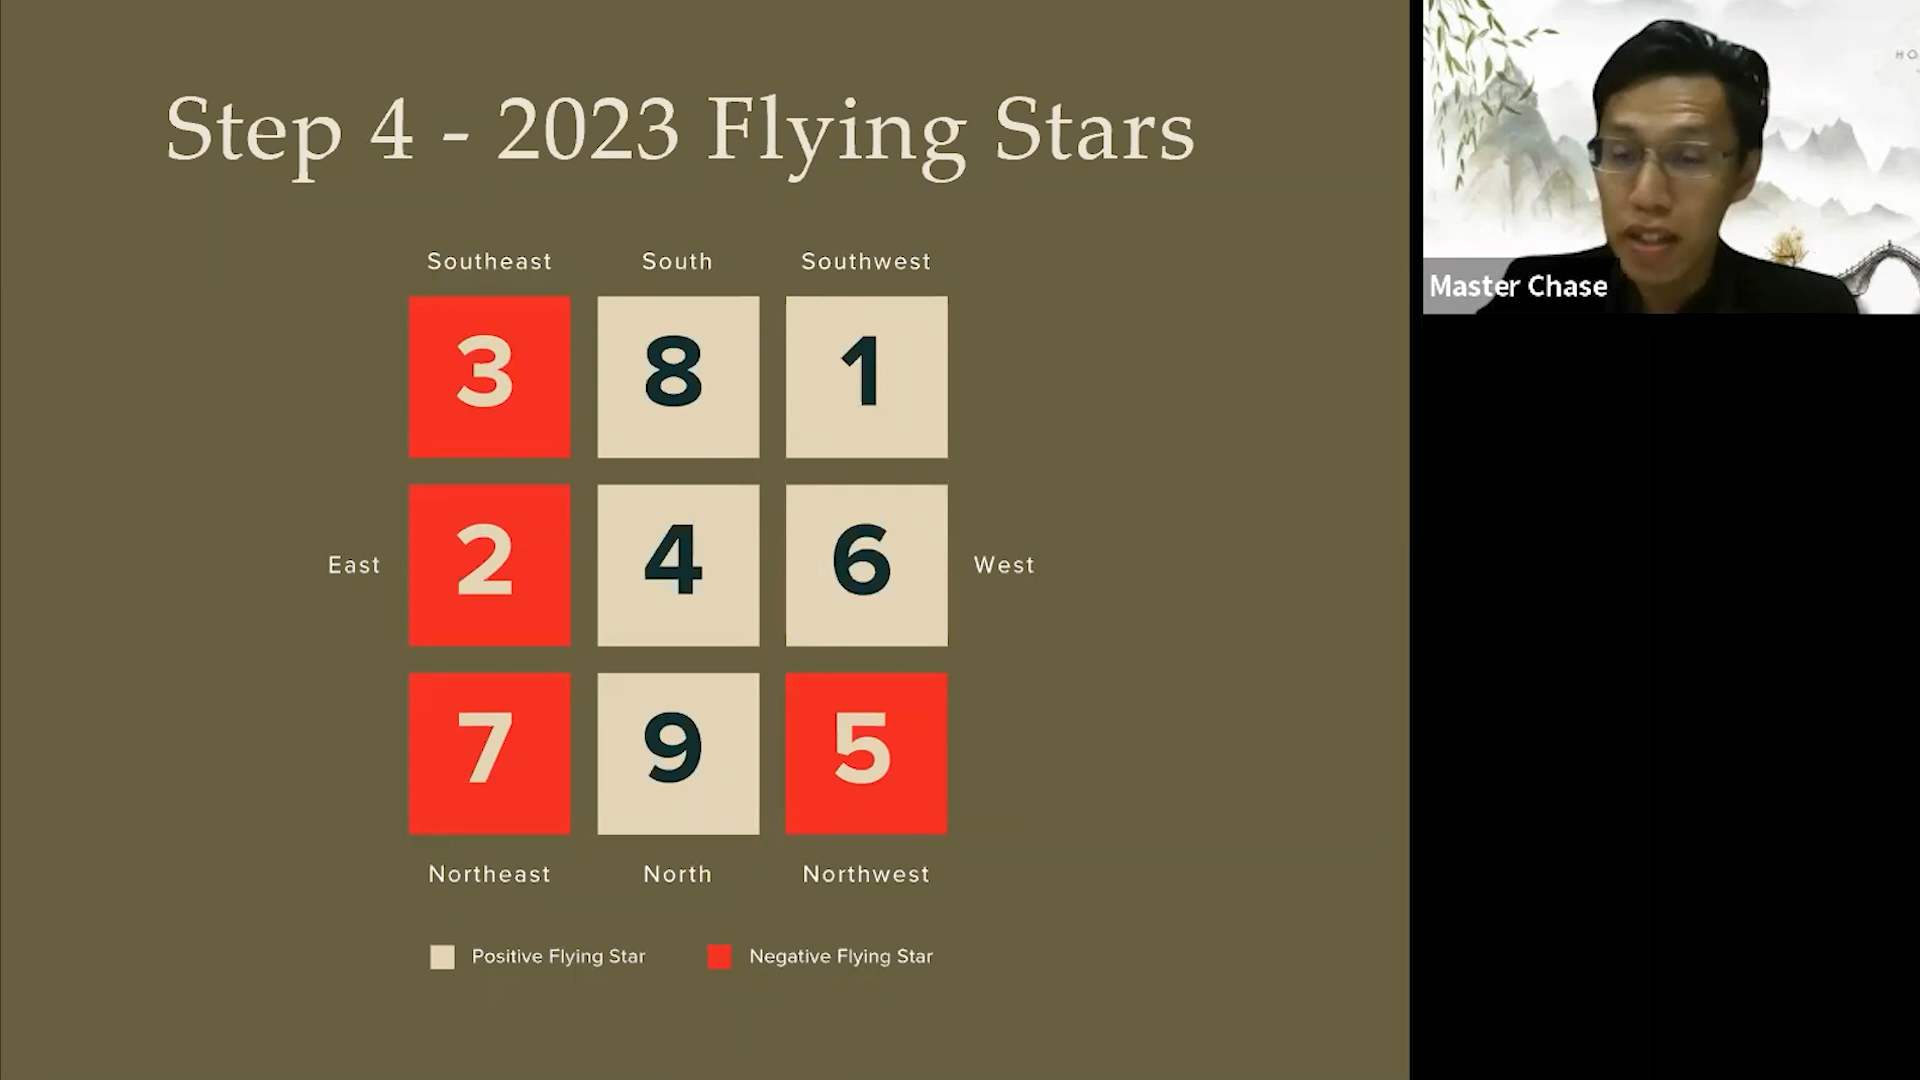 Step 4 - 2023 Flying Stars
Southeast South Southwest
3 8 1
East 2 4 6 West
7 9 5
Northeast North Northwest
Positive Flying Star Negative Flying Star
HO
Master Chase